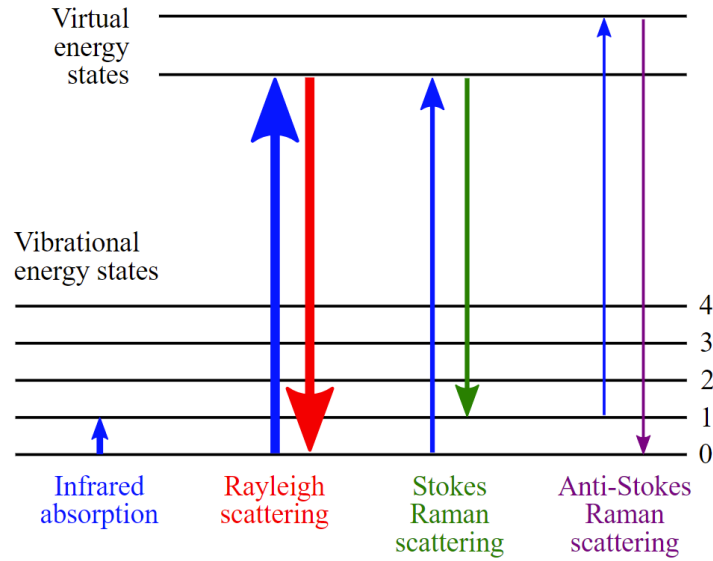 Virtual
energy
states
Vibrational
energy states
4
3
2
1
0
Infrared
absorption
Rayleigh
scattering
Stokes
Raman
scattering
Anti-Stokes
Raman
scattering